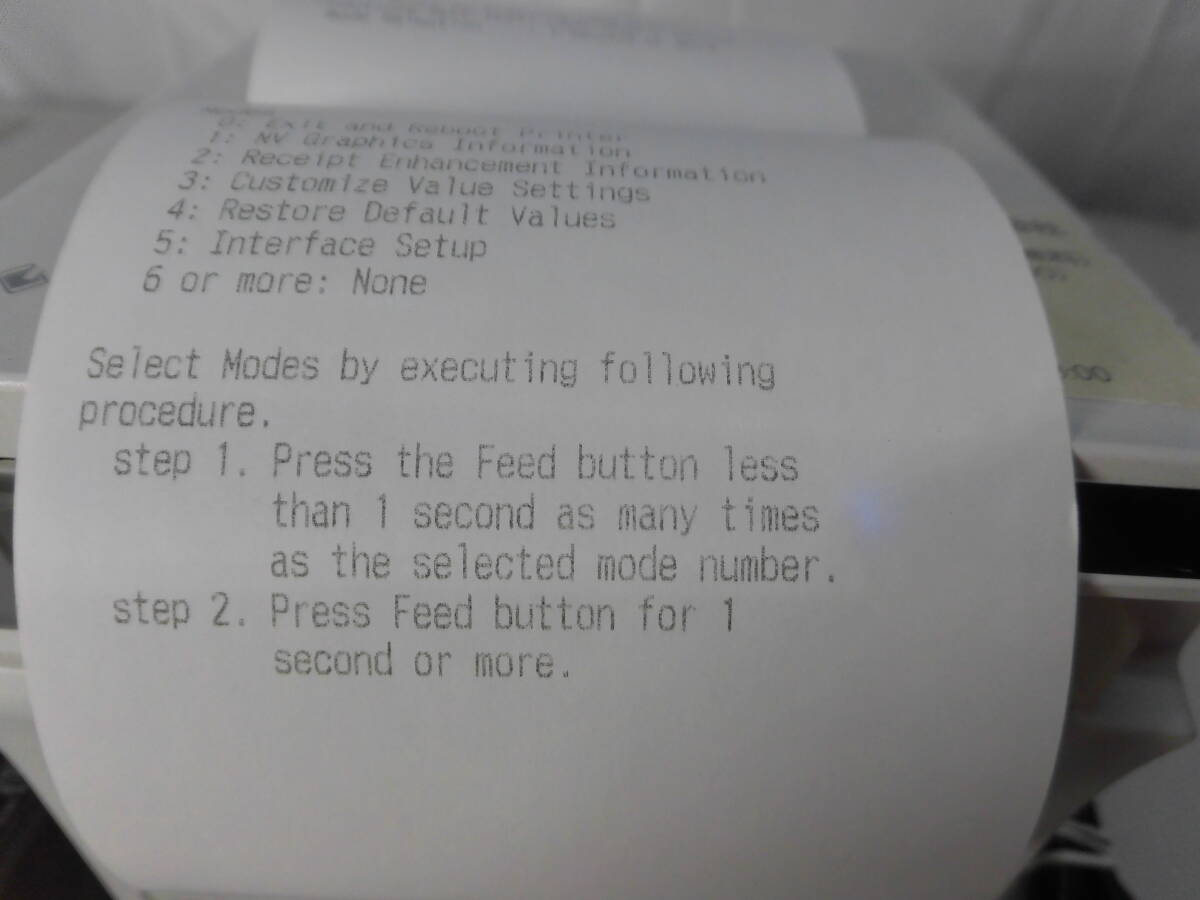 0: Exit and Reboot Printer
1: NV Graphics Information
2: Receipt Enhancement Information
3: Customize Value Settings
4: Restore Default Values
5: Interface Setup
6 or more: None
Select Modes by executing following
procedure.
step 1. Press the Feed button less
than 1 second as many times
as the selected mode number.
step 2. Press Feed button for 1
second or more.